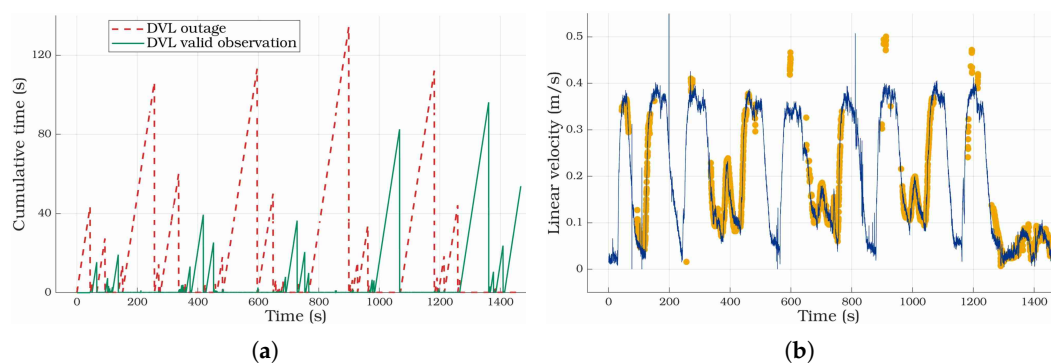 DVL outage
DVL valid observation
Cumulative time (s)
120
80
40
0
0 200 400 600 800 1000 1200 1400
Time (s)
(a)
Linear velocity (m/s)
0.5
0.4
0.3
0.2
0.1
0
0 200 400 600 800 1000 1200 1400
Time (s)
(b)